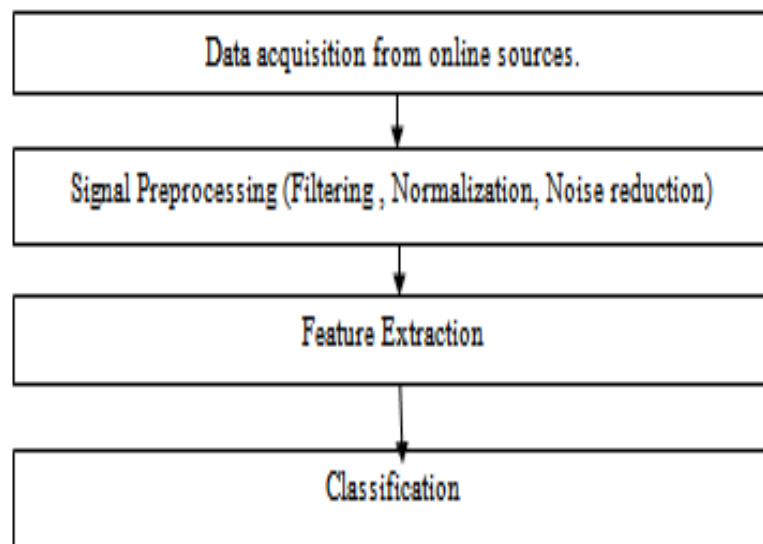 Data acquisition from online sources.
Signal Preprocessing (Filtering , Normalization, Noise reduction)
Feature Extraction
Classification